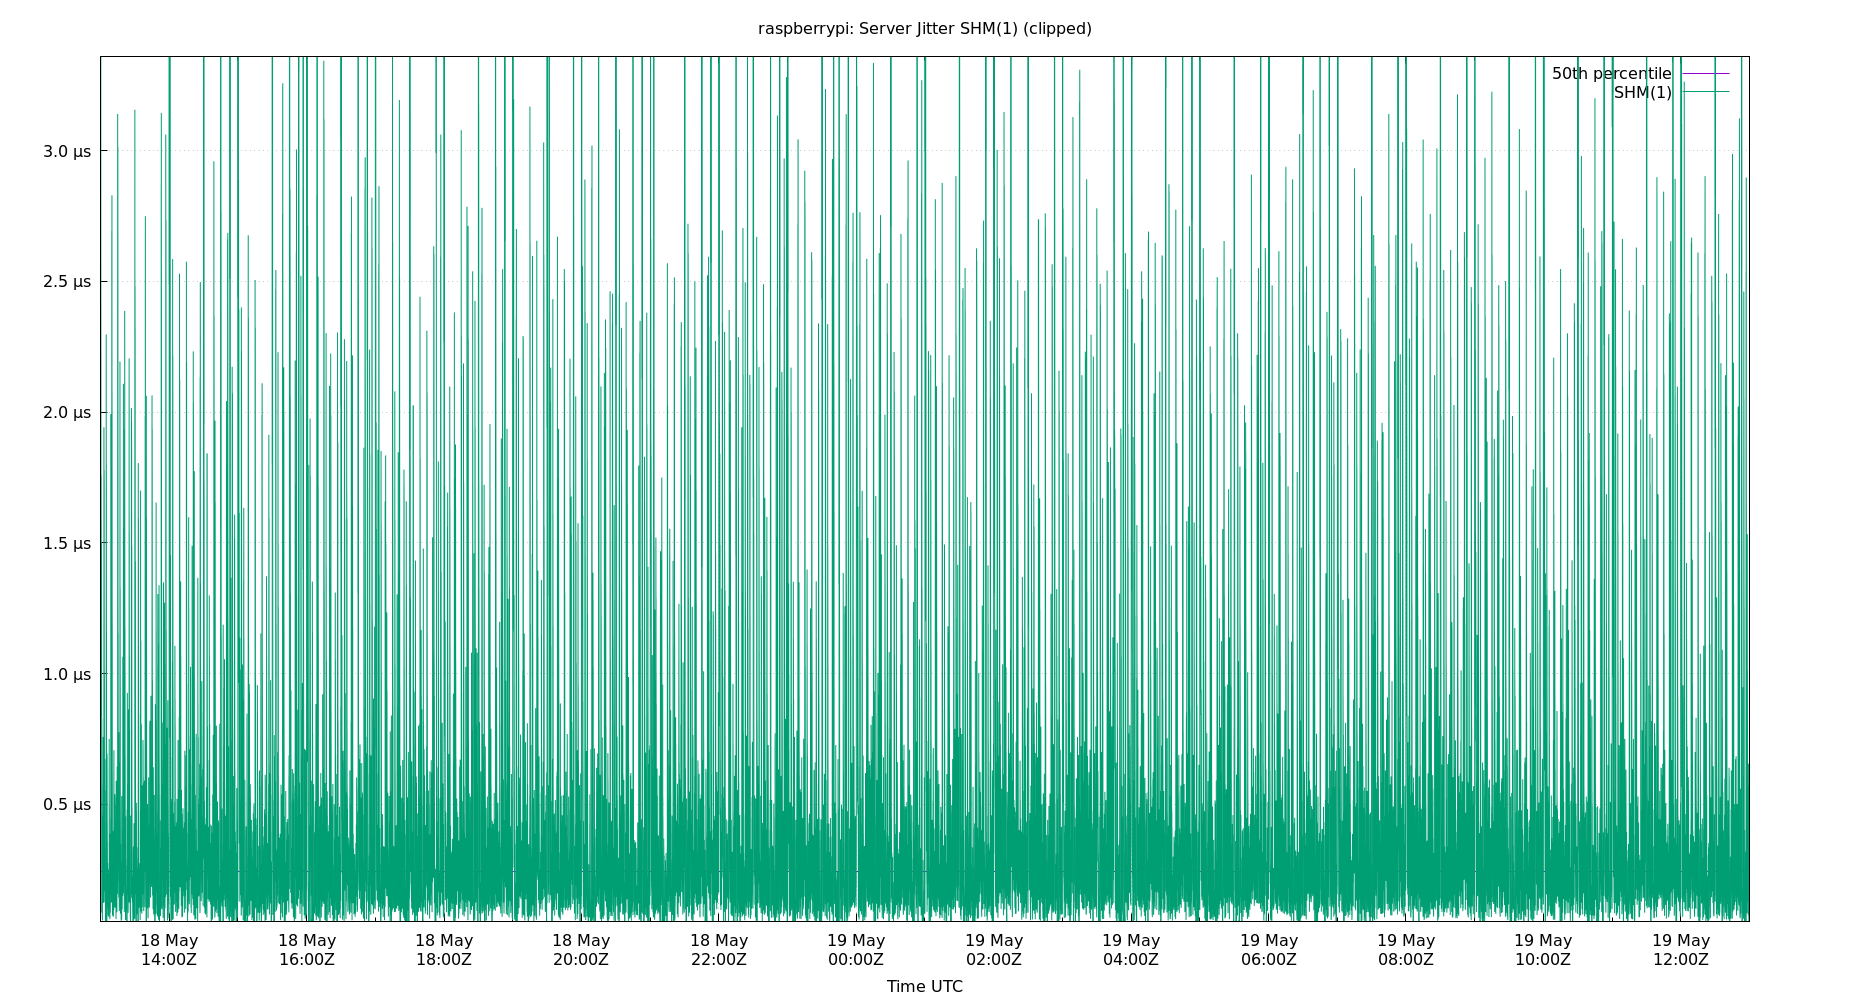 raspberrypi: Server Jitter SHM(1) (clipped)
50th percentile
SHM(1)
3.0 µs
2.5 µs
2.0 µs
1.5 µs
1.0 µs
0.5 µs
18 May 18 May 18 May 18 May 18 May 19 May 19 May 19 May 19 May 19 May 19 May 19 May
14:00Z 16:00Z 18:00Z 20:00Z 22:00Z 00:00Z 02:00Z 04:00Z 06:00Z 08:00Z 10:00Z 12:00Z
Time UTC